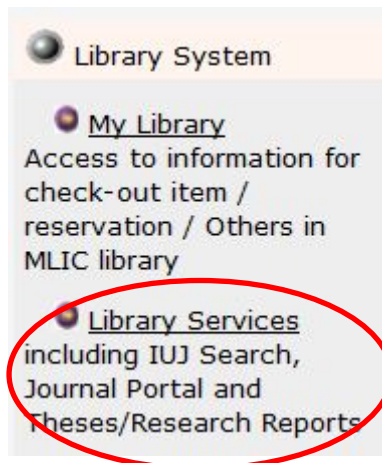 Library System
My Library
Access to information for
check-out item /
reservation / Others in
MLIC library
Library Services
including IUJ Search,
Journal Portal and
Theses/Research Reports